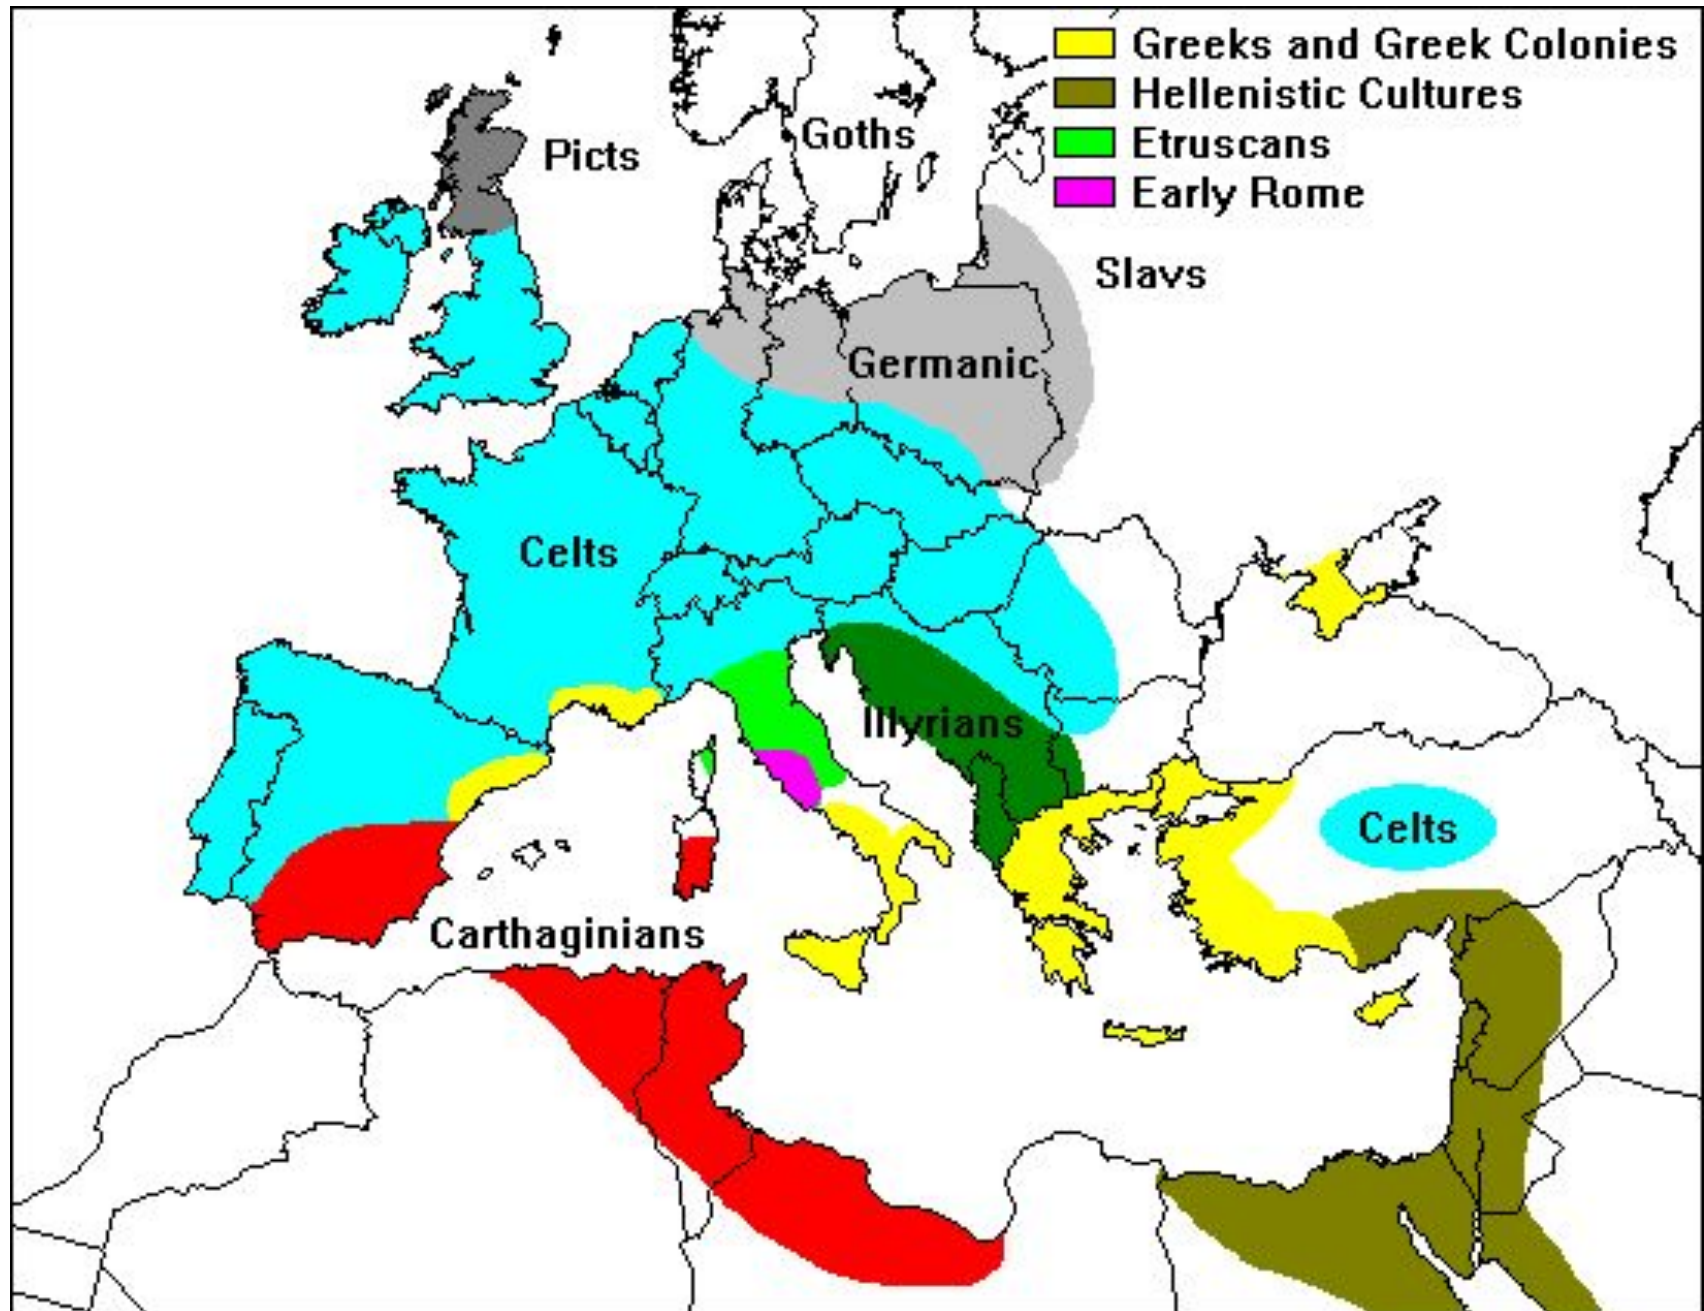 Greeks and Greek Colonies
Hellenistic Cultures
Etruscans
Early Rome
Picts
Goths
Slavs
Germanic
Celts
Illyrians
Celts
Carthaginians